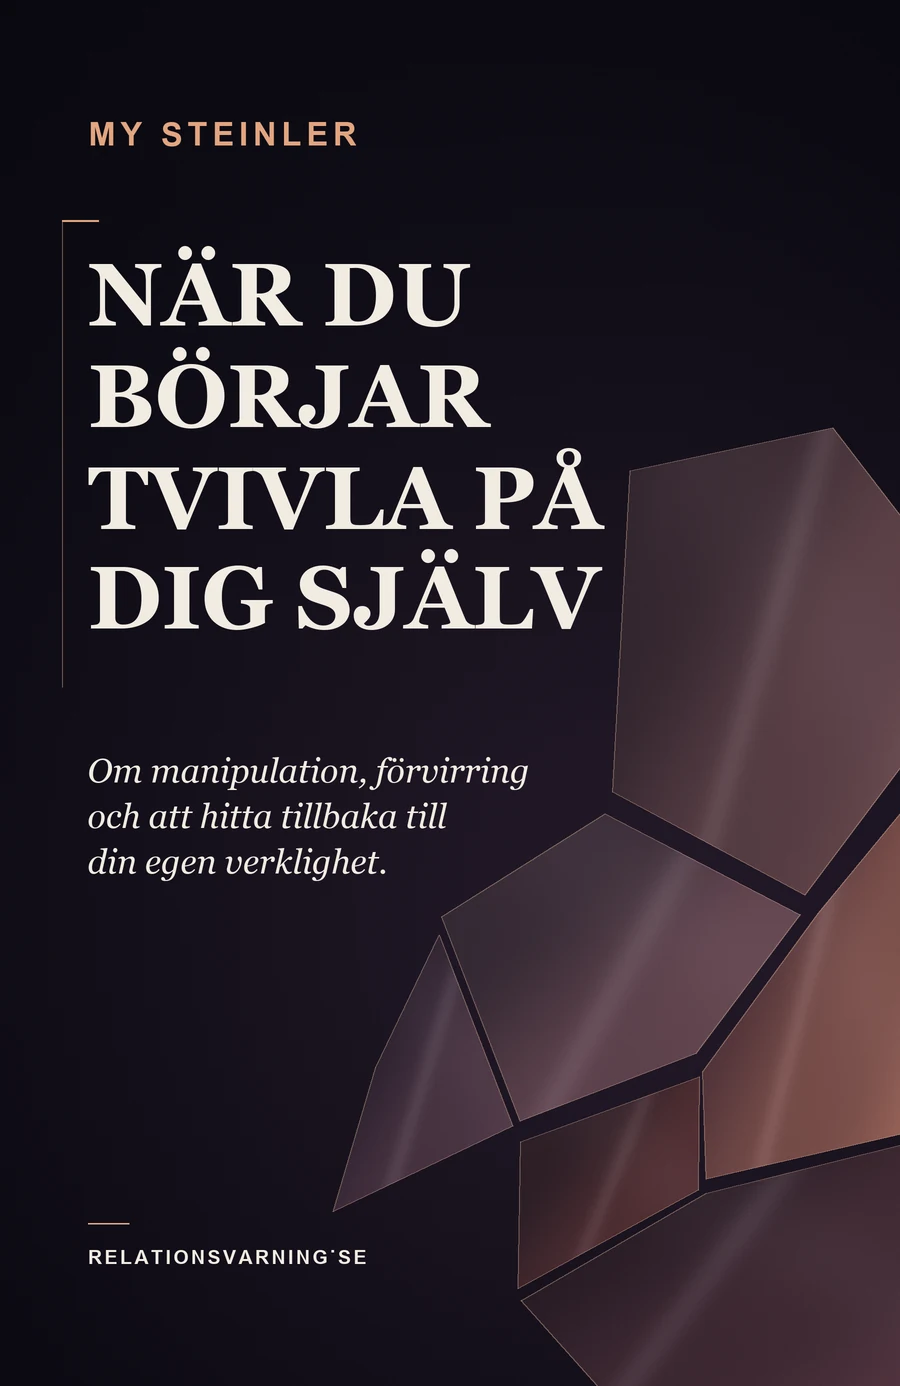 MY STEINLER
NÄR DU
BÖRJAR
TVIVLA PÅ
DIG SJÄLV
Om manipulation, förvirring
och att hitta tillbaka till
din egen verklighet.
RELATIONSVARNING˙SE